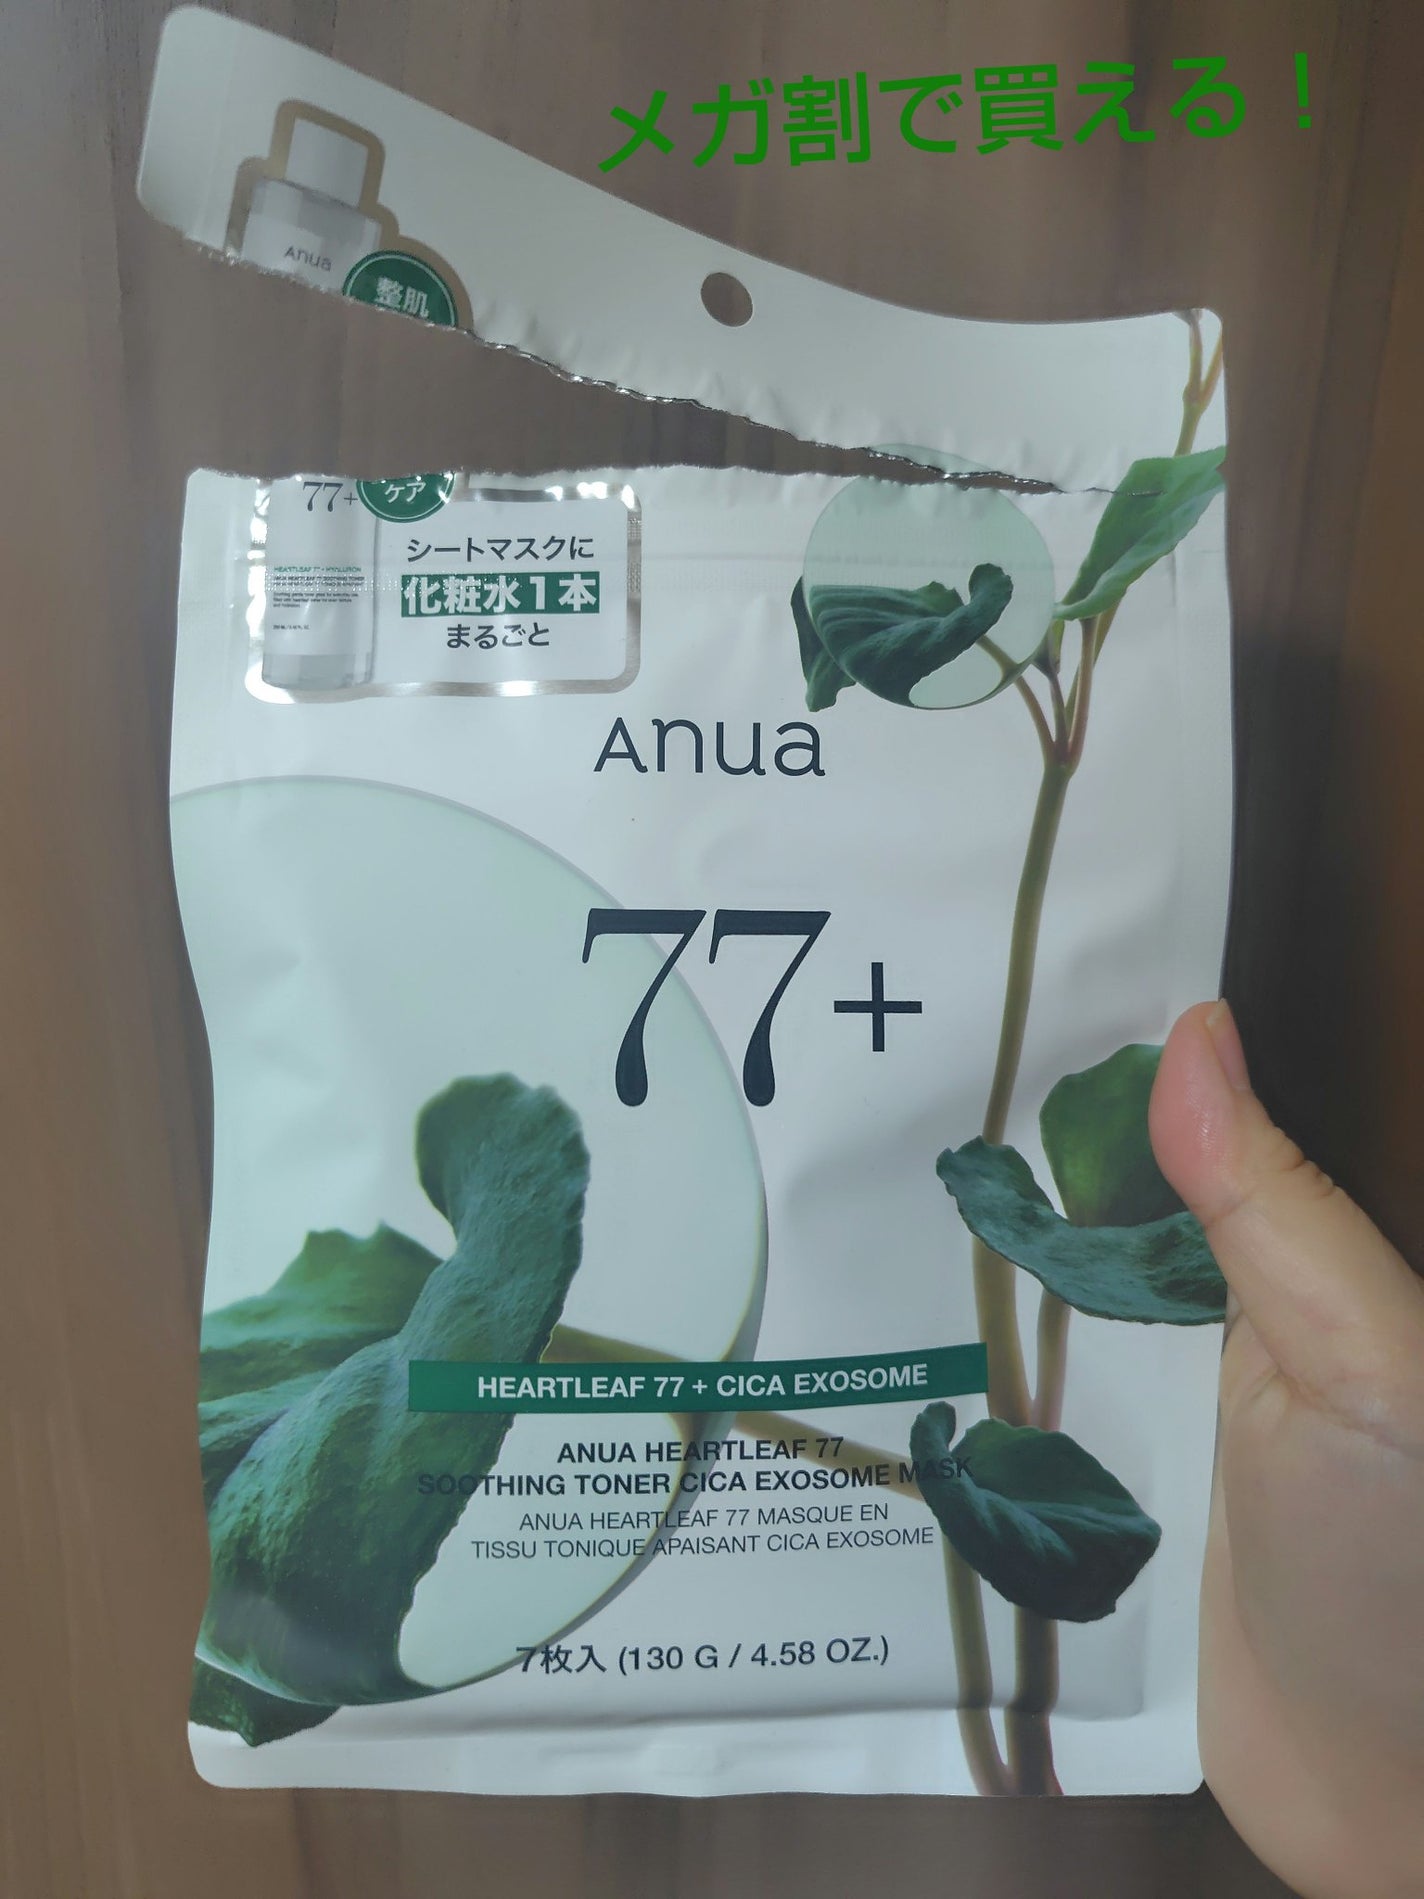 メガ割で買える！
Anua
整肌
ケア
77+
シートマスクに
化粧水1本
まるごと
Anua
77+
HEARTLEAF 77 + CICA EXOSOME
ANUA HEARTLEAF 77
SOOTHING TONER CICA EXOSOME MASK
ANUA HEARTLEAF 77 MASQUE EN
TISSU TONIQUE APAISANT CICA EXOSOME
7枚入 (130 G / 4.58 OZ.)